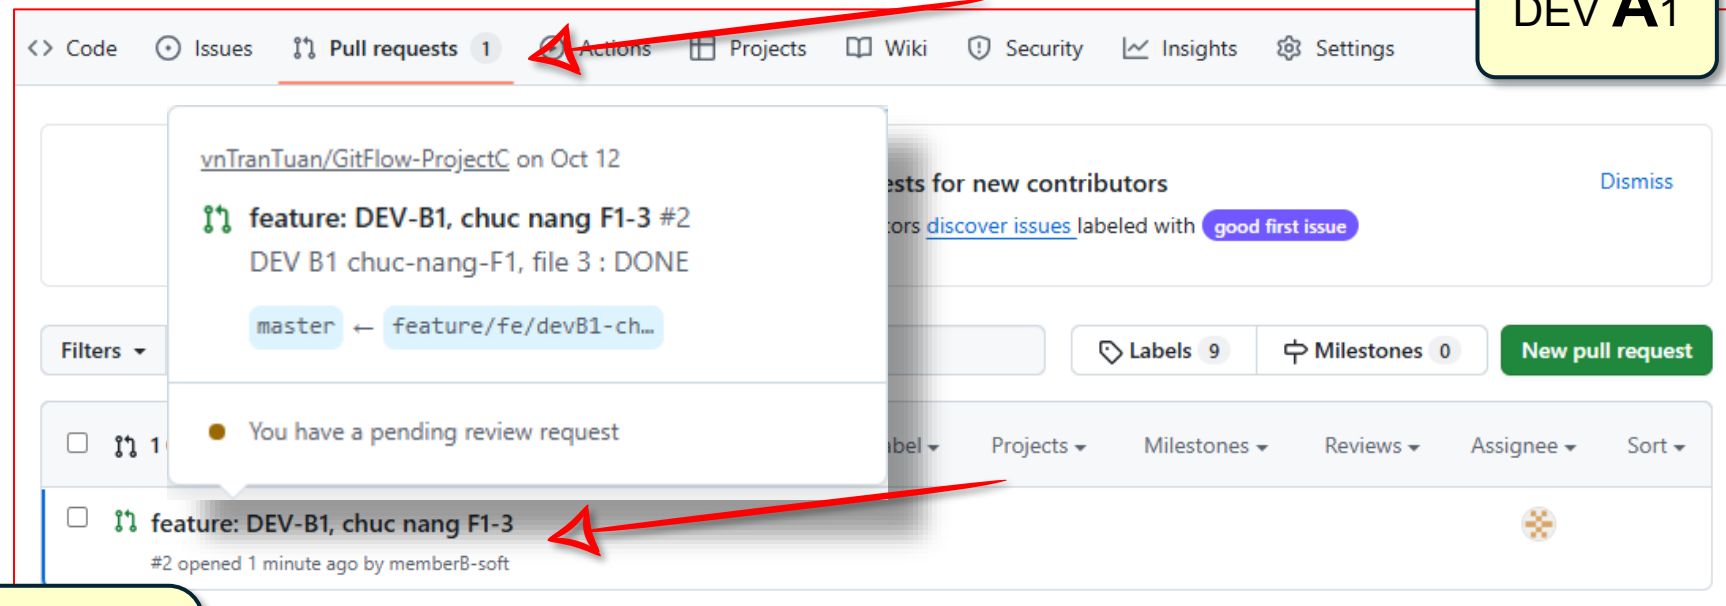 DEV A1
Code Issues Pull requests 1 Actions Projects Wiki Security Insights Settings
vnTranTuan/GitFlow-ProjectC on Oct 12
feature: DEV-B1, chuc nang F1-3 #2
DEV B1 chuc-nang-F1, file 3 : DONE
master ← feature/fe/devB1-ch…
You have a pending review request
for new contributors
Dismiss
discover issues labeled with good first issue
Filters
Labels 9 Milestones 0 New pull request
1
Projects Milestones Reviews Assignee Sort
feature: DEV-B1, chuc nang F1-3
#2 opened 1 minute ago by memberB-soft